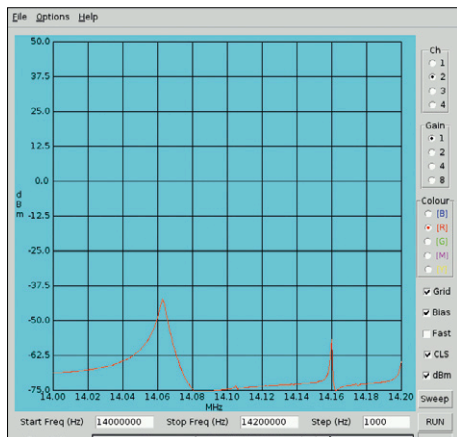 File Options Help
50.0
37.5
25.0
12.5
0.0
-12.5
-25.0
-37.5
-50.0
-62.5
-75.0
dBm
14.00 14.02 14.04 14.06 14.08 14.10 14.12 14.14 14.16 14.18 14.20
MHz
Ch
1
2
3
4
Gain
1
2
4
8
Colour
[B]
[R]
[G]
[M]
Grid
Bias
Fast
CLS
dBm
Sweep
Start Freq (Hz) 14000000 Stop Freq (Hz) 14200000 Step (Hz) 1000 RUN